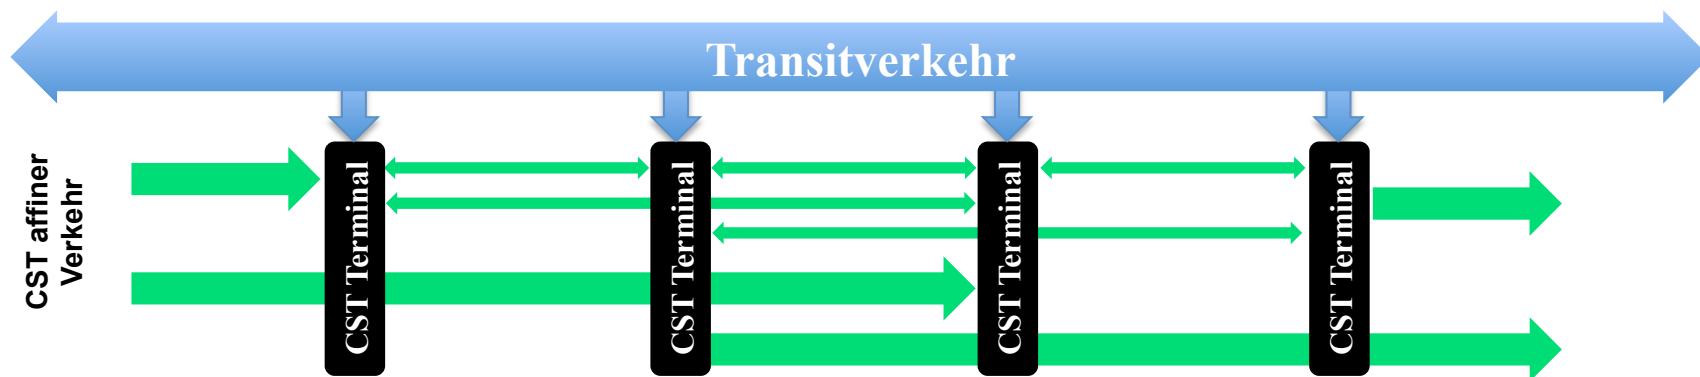 Transitverkehr
CST affiner
Verkehr
CST Terminal
CST Terminal
CST Terminal
CST Terminal